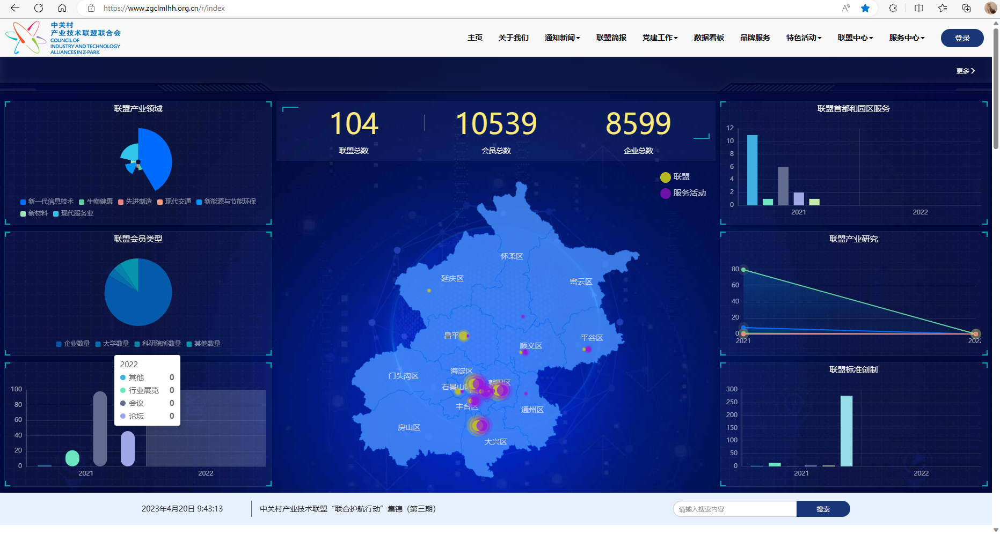 https://www.zgclmlhh.org.cn/r/index
中关村
产业技术联盟联合会
COUNCIL OF
INDUSTRY AND TECHNOLOGY
ALLIANCES IN Z-PARK
主页 关于我们 通知新闻 联盟简报 党建工作 数据看板 品牌服务 特色活动 联盟中心 服务中心 登录
更多
联盟产业领域
新一代信息技术 生物健康 先进制造 现代交通 新能源与节能环保
新材料 现代服务业
104 10539 8599
联盟总数 会员总数 企业总数
联盟
服务活动
联盟首都和园区服务
12
10
8
6
4
2
0
2021 2022
联盟会员类型
企业数量 大学数量 科研院所数量 其他数量
怀柔区
延庆区
密云区
昌平
顺义区
平谷区
海淀区
门头沟区
石景山区
朝阳区
丰台区
通州区
房山区
大兴区
联盟产业研究
80
60
40
20
0
2021 2022
2022
其他 0
行业展览 0
会议 0
论坛 0
100
80
60
40
20
0
2021 2022
联盟标准创制
300
250
200
150
100
50
0
2021 2022
2023年4月20日 9:43:13 中关村产业技术联盟“联合护航行动”集锦（第三期） 请输入搜索内容 搜索